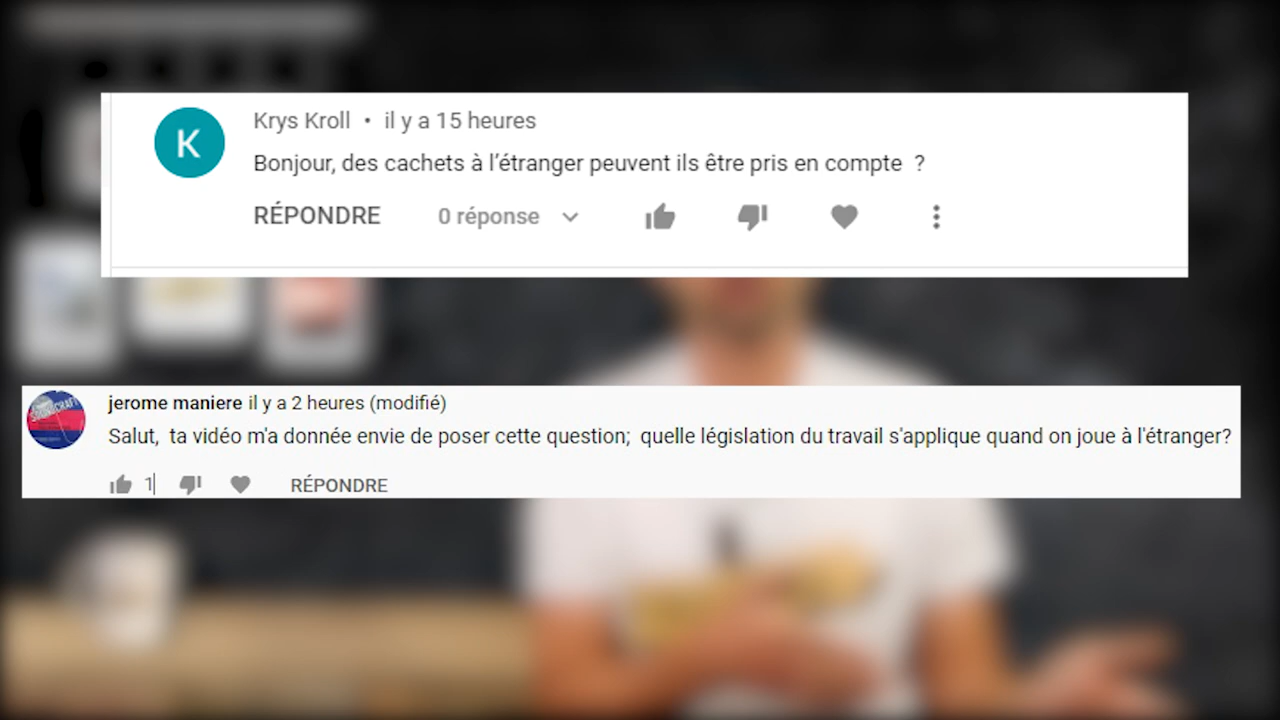 K
Krys Kroll • il y a 15 heures
Bonjour, des cachets à l’étranger peuvent ils être pris en compte ?
RÉPONDRE 0 réponse
jerome maniere il y a 2 heures (modifié)
Salut, ta vidéo m'a donnée envie de poser cette question; quelle législation du travail s'applique quand on joue à l'étranger?
1 RÉPONDRE